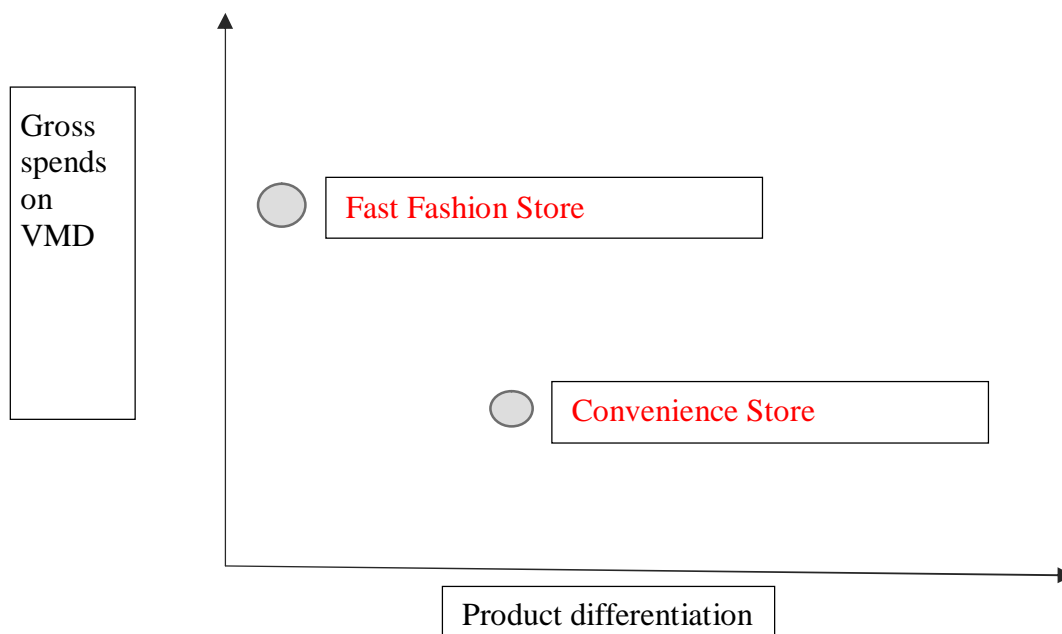 Gross
spends
on
VMD
Fast Fashion Store
Convenience Store
Product differentiation